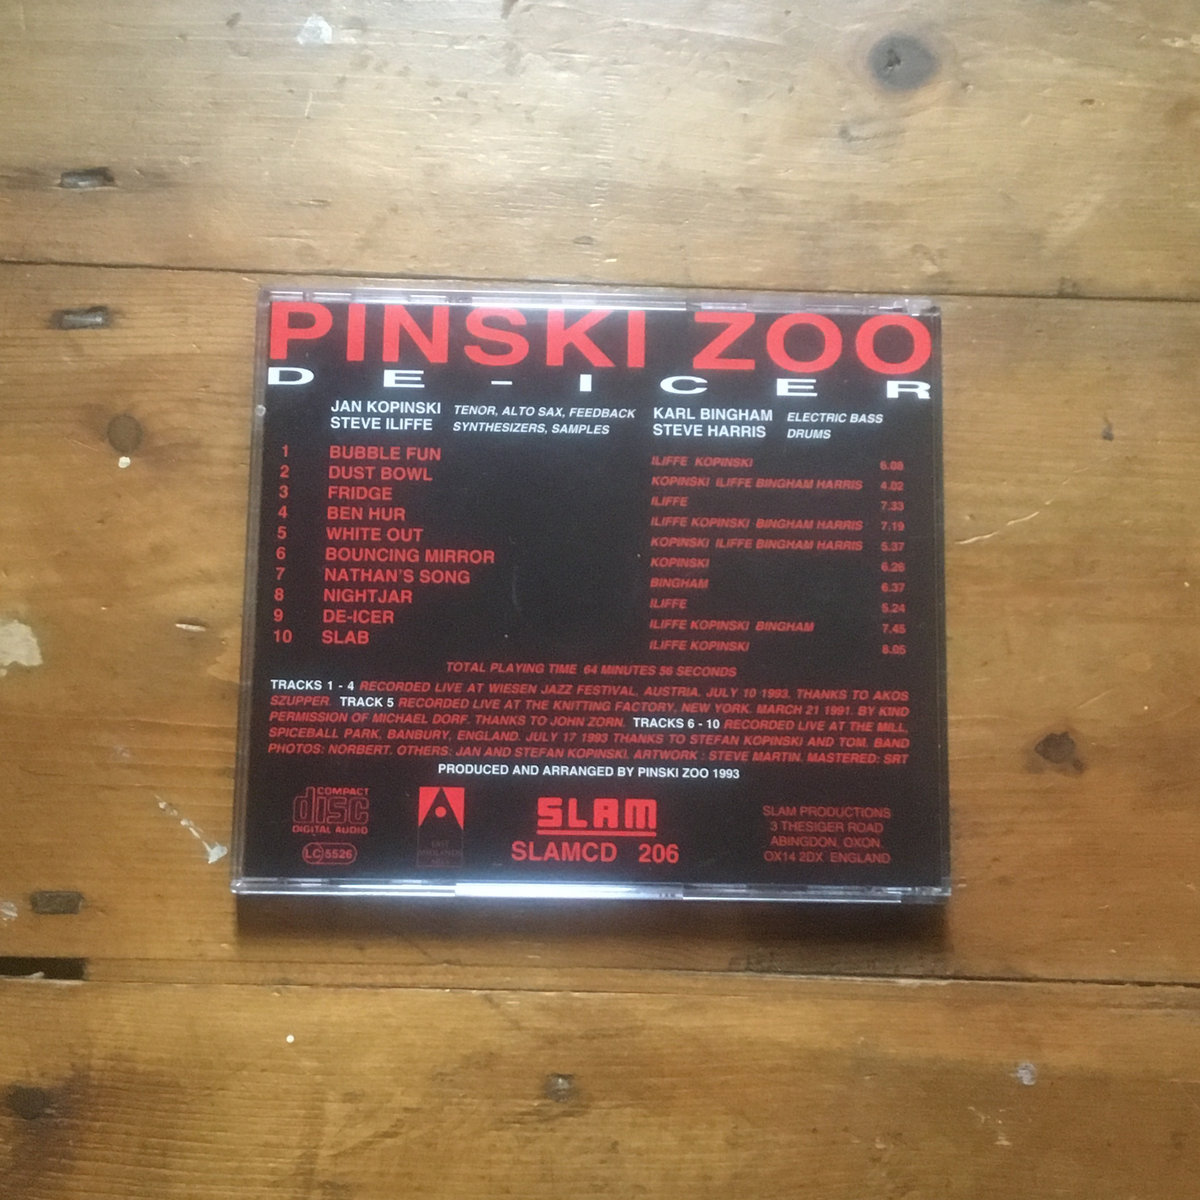 PINSKI ZOO
DE-ICER
JAN KOPINSKI TENOR, ALTO SAX, FEEDBACK KARL BINGHAM ELECTRIC BASS
STEVE ILIFFE SYNTHESIZERS, SAMPLES STEVE HARRIS DRUMS
1 BUBBLE FUN ILIFFE KOPINSKI 6.08
2 DUST BOWL KOPINSKI ILIFFE BINGHAM HARRIS 4.02
3 FRIDGE ILIFFE 7.33
4 BEN HUR ILIFFE KOPINSKI BINGHAM HARRIS 7.19
5 WHITE OUT KOPINSKI ILIFFE BINGHAM HARRIS 5.37
6 BOUNCING MIRROR KOPINSKI 6.26
7 NATHAN'S SONG BINGHAM 6.37
8 NIGHTJAR ILIFFE 5.24
9 DE-ICER ILIFFE KOPINSKI BINGHAM 7.45
10 SLAB ILIFFE KOPINSKI 8.05
TOTAL PLAYING TIME 64 MINUTES 56 SECONDS
TRACKS 1 - 4 RECORDED LIVE AT WIESEN JAZZ FESTIVAL, AUSTRIA. JULY 10 1993. THANKS TO AKOS
SZUPPER. TRACK 5 RECORDED LIVE AT THE KNITTING FACTORY, NEW YORK. MARCH 21 1991. BY KIND
PERMISSION OF MICHAEL DORF. THANKS TO JOHN ZORN. TRACKS 6 - 10 RECORDED LIVE AT THE MILL,
SPICEBALL PARK, BANBURY, ENGLAND. JULY 17 1993 THANKS TO STEFAN KOPINSKI AND TOM. BAND
PHOTOS: NORBERT. OTHERS: JAN AND STEFAN KOPINSKI. ARTWORK : STEVE MARTIN. MASTERED: SRT
PRODUCED AND ARRANGED BY PINSKI ZOO 1993
COMPACT
disc
DIGITAL AUDIO
LC 5526
EAST
MIDLANDS
SLAM
SLAMCD 206
SLAM PRODUCTIONS
3 THESIGER ROAD
ABINGDON, OXON.
OX14 2DX ENGLAND